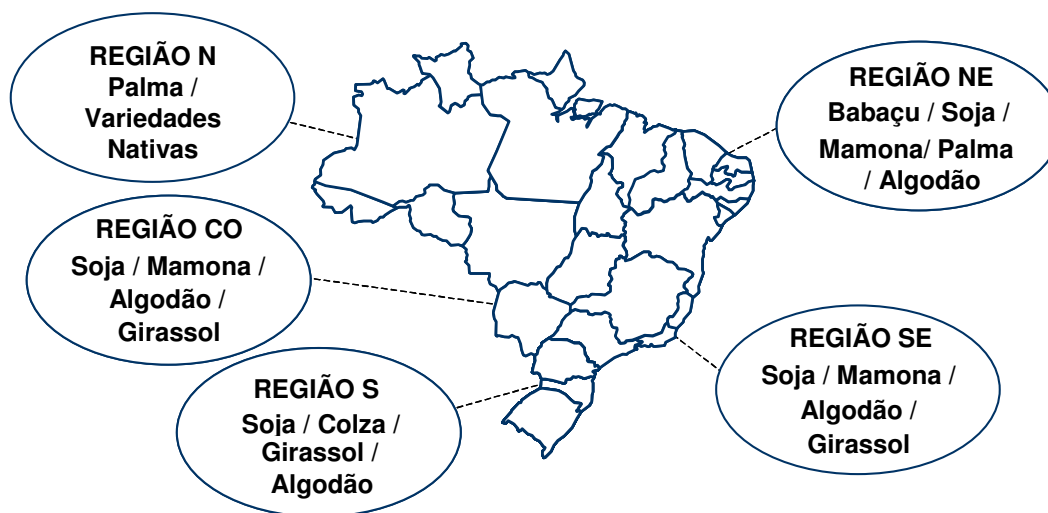 REGIÃO N
Palma /
Variedades
Nativas
REGIÃO NE
Babaçu / Soja /
Mamona/ Palma
/ Algodão
REGIÃO CO
Soja / Mamona /
Algodão /
Girassol
REGIÃO SE
Soja / Mamona /
Algodão /
Girassol
REGIÃO S
Soja / Colza /
Girassol /
Algodão